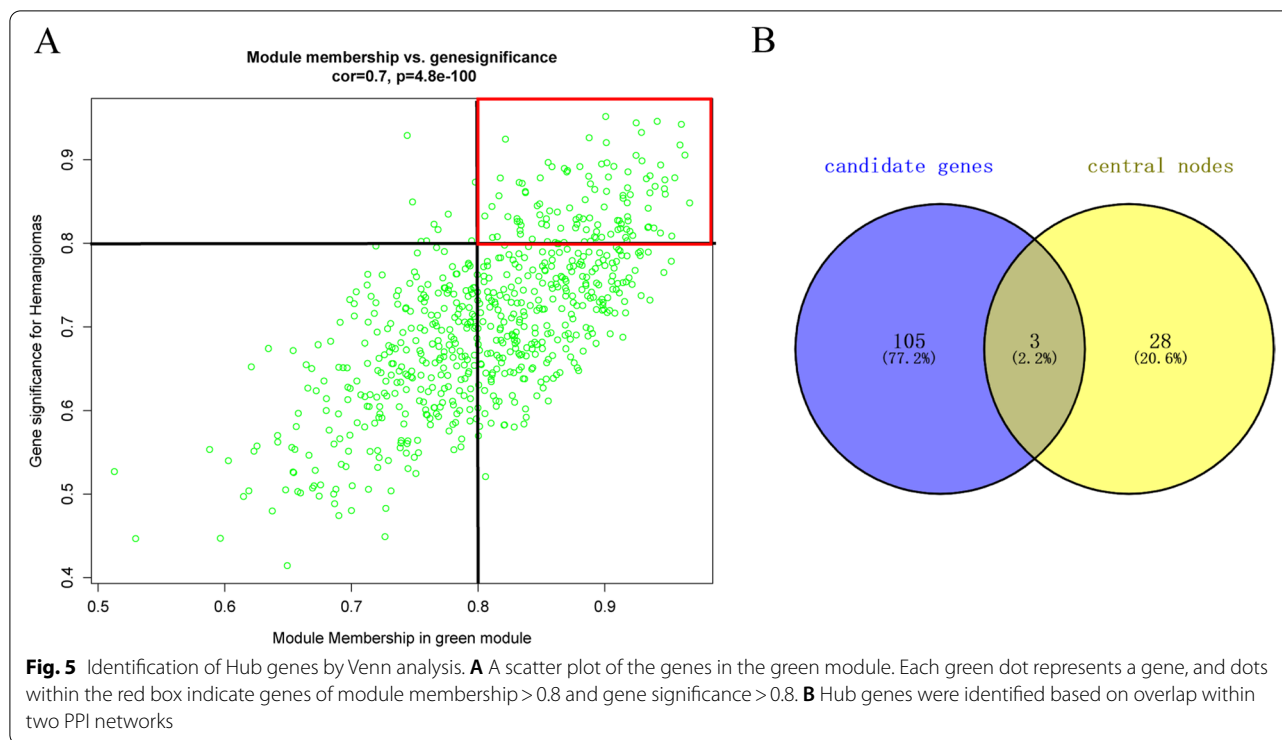 A
Module membership vs. genesignificance
cor=0.7, p=4.8e-100
Gene significance for Hemangiomas
0.9
0.8
0.7
0.6
0.5
0.4
0.5 0.6 0.7 0.8 0.9
Module Membership in green module
B
candidate genes central nodes
105 3 28
(77.2%) (2.2%) (20.6%)
Fig. 5 Identification of Hub genes by Venn analysis. A A scatter plot of the genes in the green module. Each green dot represents a gene, and dots
within the red box indicate genes of module membership > 0.8 and gene significance > 0.8. B Hub genes were identified based on overlap within
two PPI networks